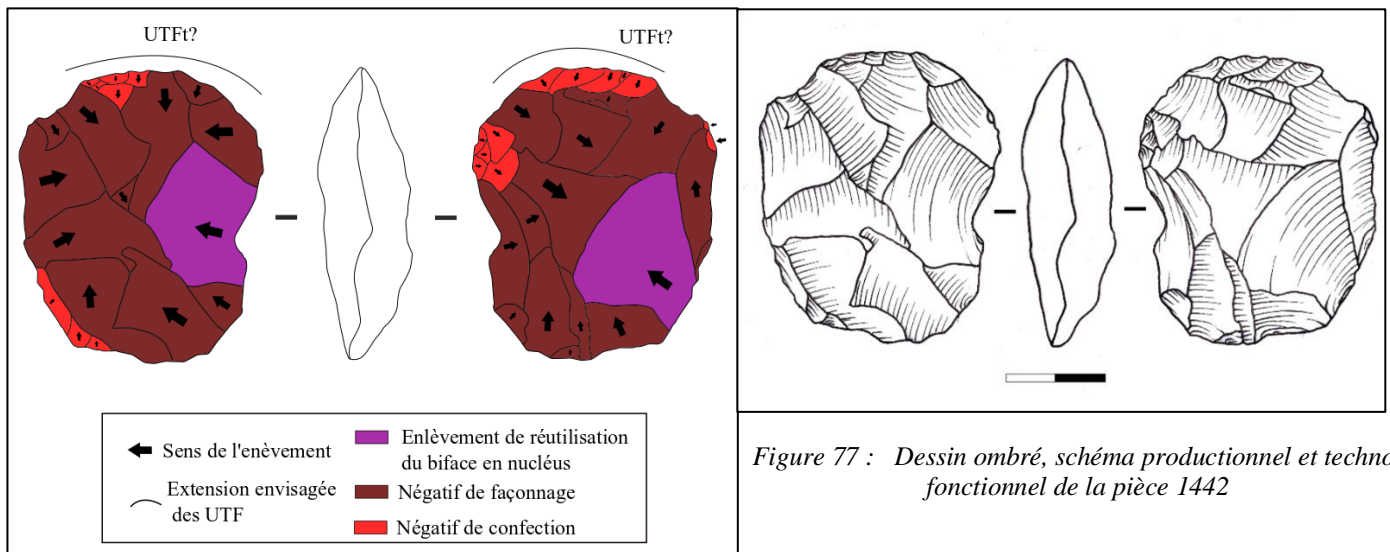 UTFt?
UTFt?
Sens de l'enèvement
Extension envisagée
des UTF
Enlèvement de réutilisation
du biface en nucléus
Négatif de façonnage
Négatif de confection
Figure 77 : Dessin ombré, schéma productionnel et techno
fonctionnel de la pièce 1442